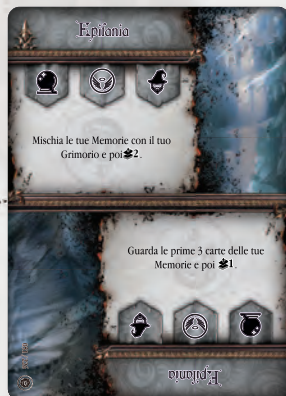 Epifania
Mischia le tue Memorie con il tuo
Grimorio e poi 2.
Guarda le prime 3 carte delle tue
Memorie e poi 1.
Epifania